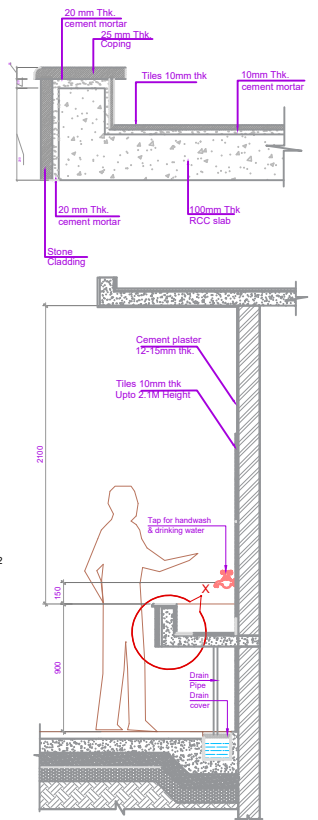 20 mm Thk.
cement mortar
25 mm Thk.
Coping
Tiles 10mm thk
10mm Thk.
cement mortar
20 mm Thk.
cement mortar
100mm Thk
RCC slab
Stone
Cladding
Cement plaster
12-15mm thk.
Tiles 10mm thk
Upto 2.1M Height
2100
Tap for handwash
& drinking water
2
X
150
900
Drain
Pipe
Drain
cover